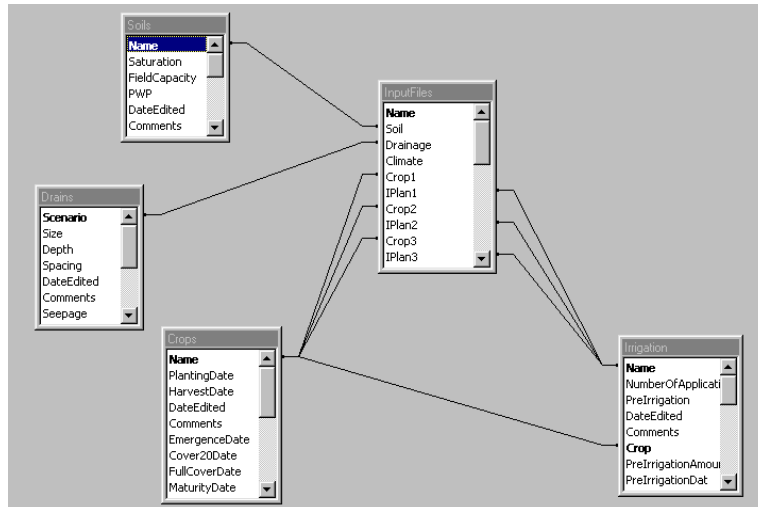 Soils
Name
Saturation
FieldCapacity
PWP
DateEdited
Comments
InputFiles
Name
Soil
Drainage
Climate
Crop1
IPlan1
Crop2
IPlan2
Crop3
IPlan3
Drains
Scenario
Size
Depth
Spacing
DateEdited
Comments
Seepage
Crops
Name
PlantingDate
HarvestDate
DateEdited
Comments
EmergenceDate
Cover20Date
FullCoverDate
MaturityDate
Irrigation
Name
NumberOfApplicati
PreIrrigation
DateEdited
Comments
Crop
PreIrrigationAmou
PreIrrigationDat